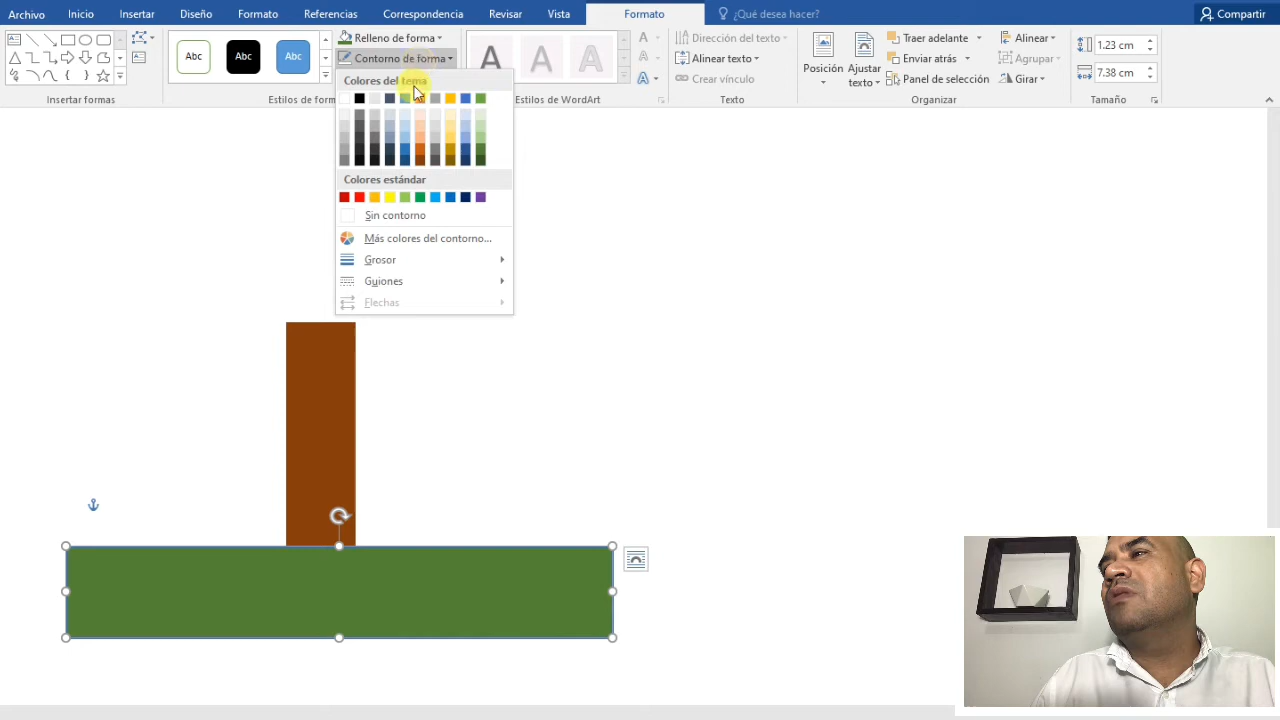 Archivo Inicio Insertar Diseño Formato Referencias Correspondencia Revisar Vista Formato ¿Qué desea hacer? Compartir
Abc Abc Abc
Relleno de forma
Contorno de forma
A A A
A
A
A
Dirección del texto
Alinear texto
Crear vínculo
Posición
Ajustar
texto
Traer adelante
Enviar atrás
Panel de selección
Alinear
Agrupar
Girar
1.23 cm
7.38 cm
Insertar formas Estilos de form Estilos de WordArt Texto Organizar Tamaño
Colores del tema
Colores estándar
Sin contorno
Más colores del contorno...
Grosor
Guiones
Flechas